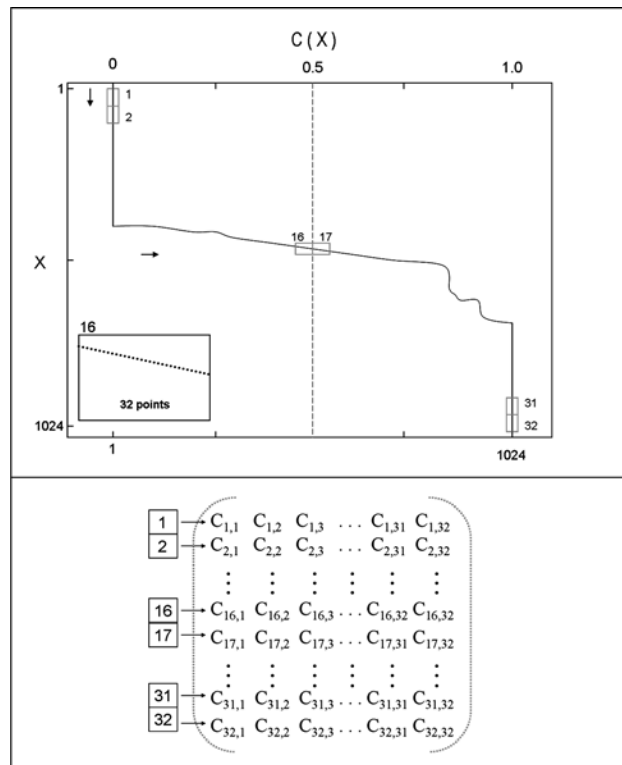 C(X)
0 0.5 1.0
1
1
2
16 17
X
16
32 points
31
32
1024
1 1024
1 C1,1 C1,2 C1,3 . . . C1,31 C1,32
2 C2,1 C2,2 C2,3 . . . C2,31 C2,32
16 C16,1 C16,2 C16,3 . . . C16,32 C16,32
17 C17,1 C17,2 C17,3 . . . C17,31 C17,32
31 C31,1 C31,2 C31,3 . . . C31,31 C31,32
32 C32,1 C32,2 C32,3 . . . C32,31 C32,32